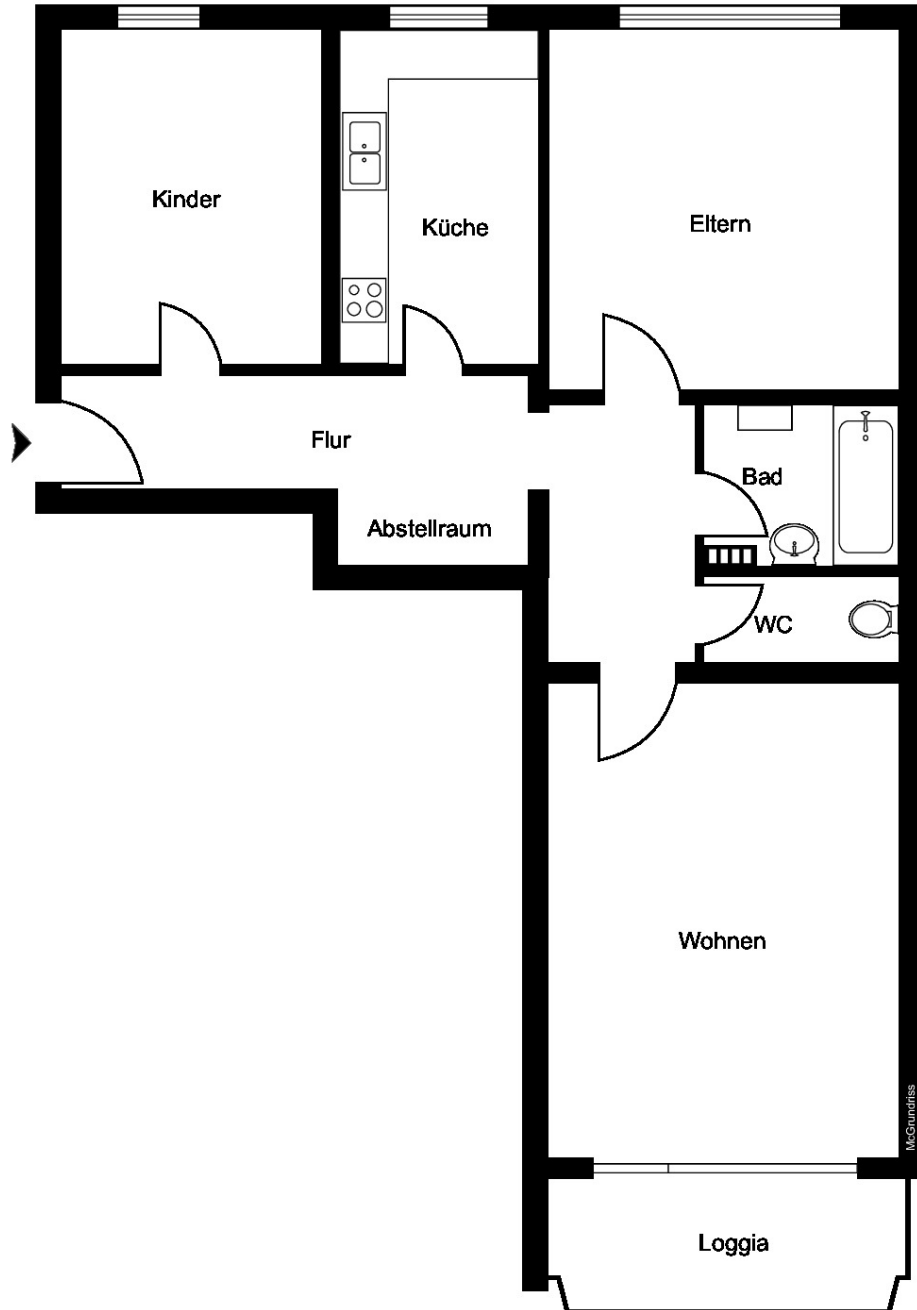 Kinder
Küche
Eltern
Flur
Bad
Abstellraum
WC
Wohnen
McGrundriss
Loggia